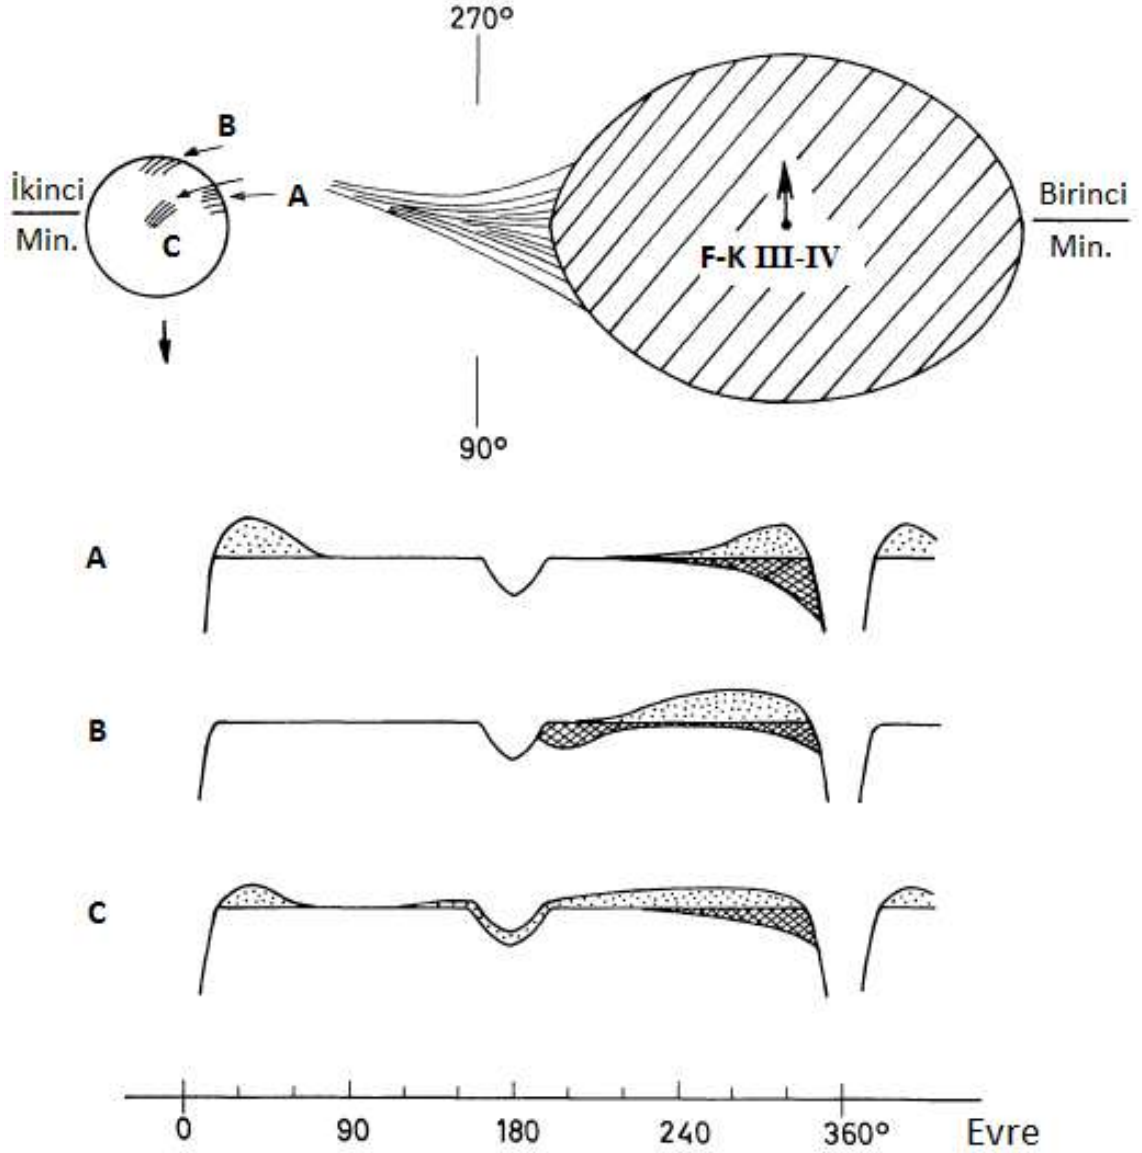 270°
B
İkinci
Min.
A
C
F-K III-IV
Birinci
Min.
90°
A
B
C
0 90 180 240 360° Evre